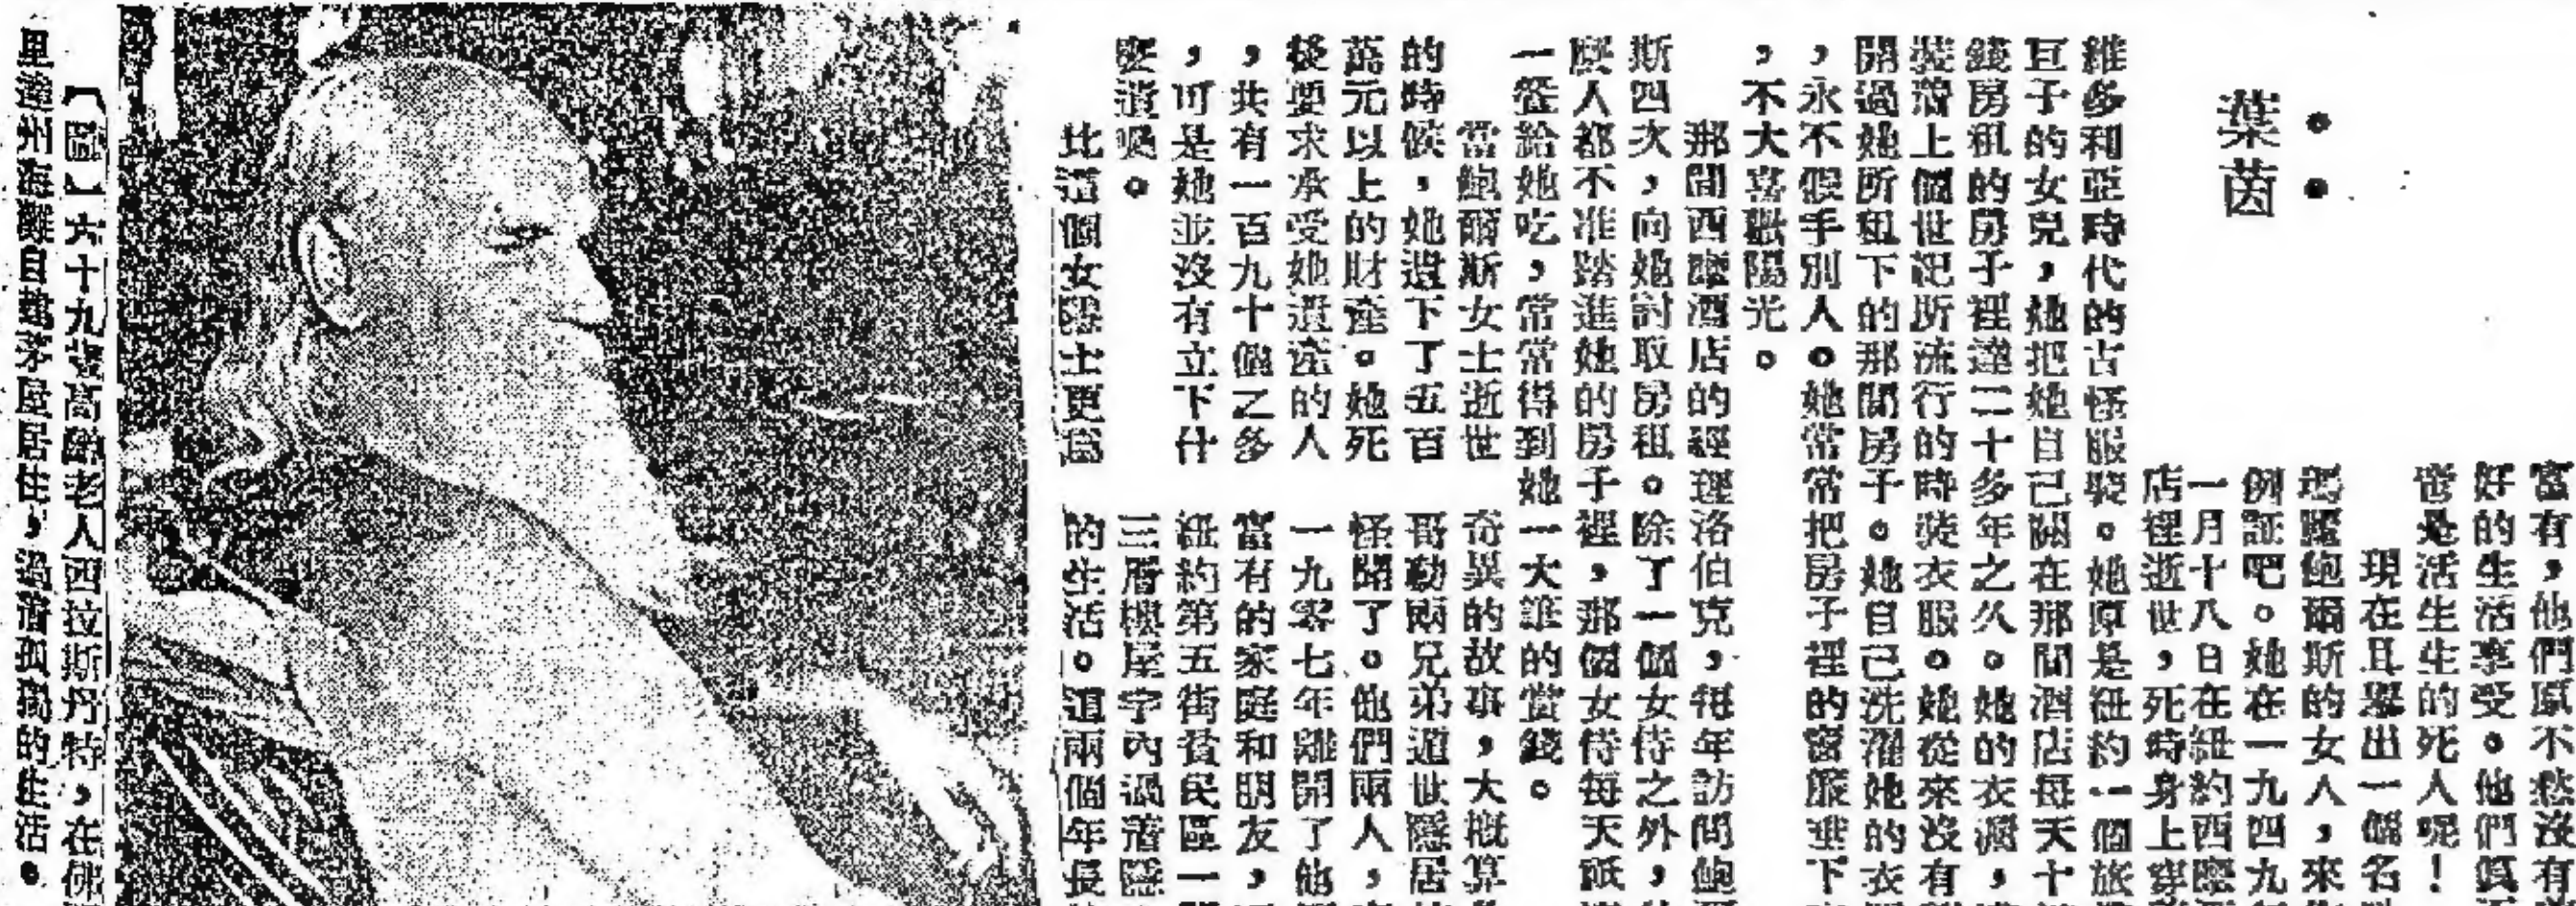 葉茵
富有，他們原不愁沒有
好的生活享受。他們
是活生生的死人呢！
現在且舉出一個名
瑪麗鮑爾斯的女人，來
例証吧。她在一九四九
一月十八日在紐約西
店裡逝世，死時身上穿
維多利亞時代的古怪服裝。她原是紐約一個旅
巨子的女兒，她把她自己關在那間酒店每天十
錢房租的房子裡達二十多年之久。她的衣
裝滿上個世記所流行的時裝衣服。她從來沒有
開過她所租下的那間房子。她自己洗濯她的衣
，永不假手別人。她常常把房子裡的窗簾垂下
，不大喜歡陽光。
那間西摩酒店的經理洛伯克，每年訪問鮑
斯四次，向她討取房租。除了一個女侍之外，
麼人都不准踏進她的房子裡，那個女侍每天
一餐給她吃，常常得到她一大筆的賞錢。
當鮑爾斯女士逝世
的時候，她遺下了五百
萬元以上的財產。她死
後要求承受她遺產的人
，共有一百九十個之多
，可是她並沒有立下什
麼遺囑。
比這個女隱士更為
奇異的故事，大概算
哥勒兩兄弟遁世隱居
怪聞了。他們兩人，
一九零七年離開了他
富有的家庭和朋友，
紐約第五街貧民區一
三層樓屋宇內過着隱
的生活。這兩個年長
【圖】六十九歲高齡老人西拉斯丹特，在佛
里達州海灘自建茅屋居住，過着孤獨的生活。